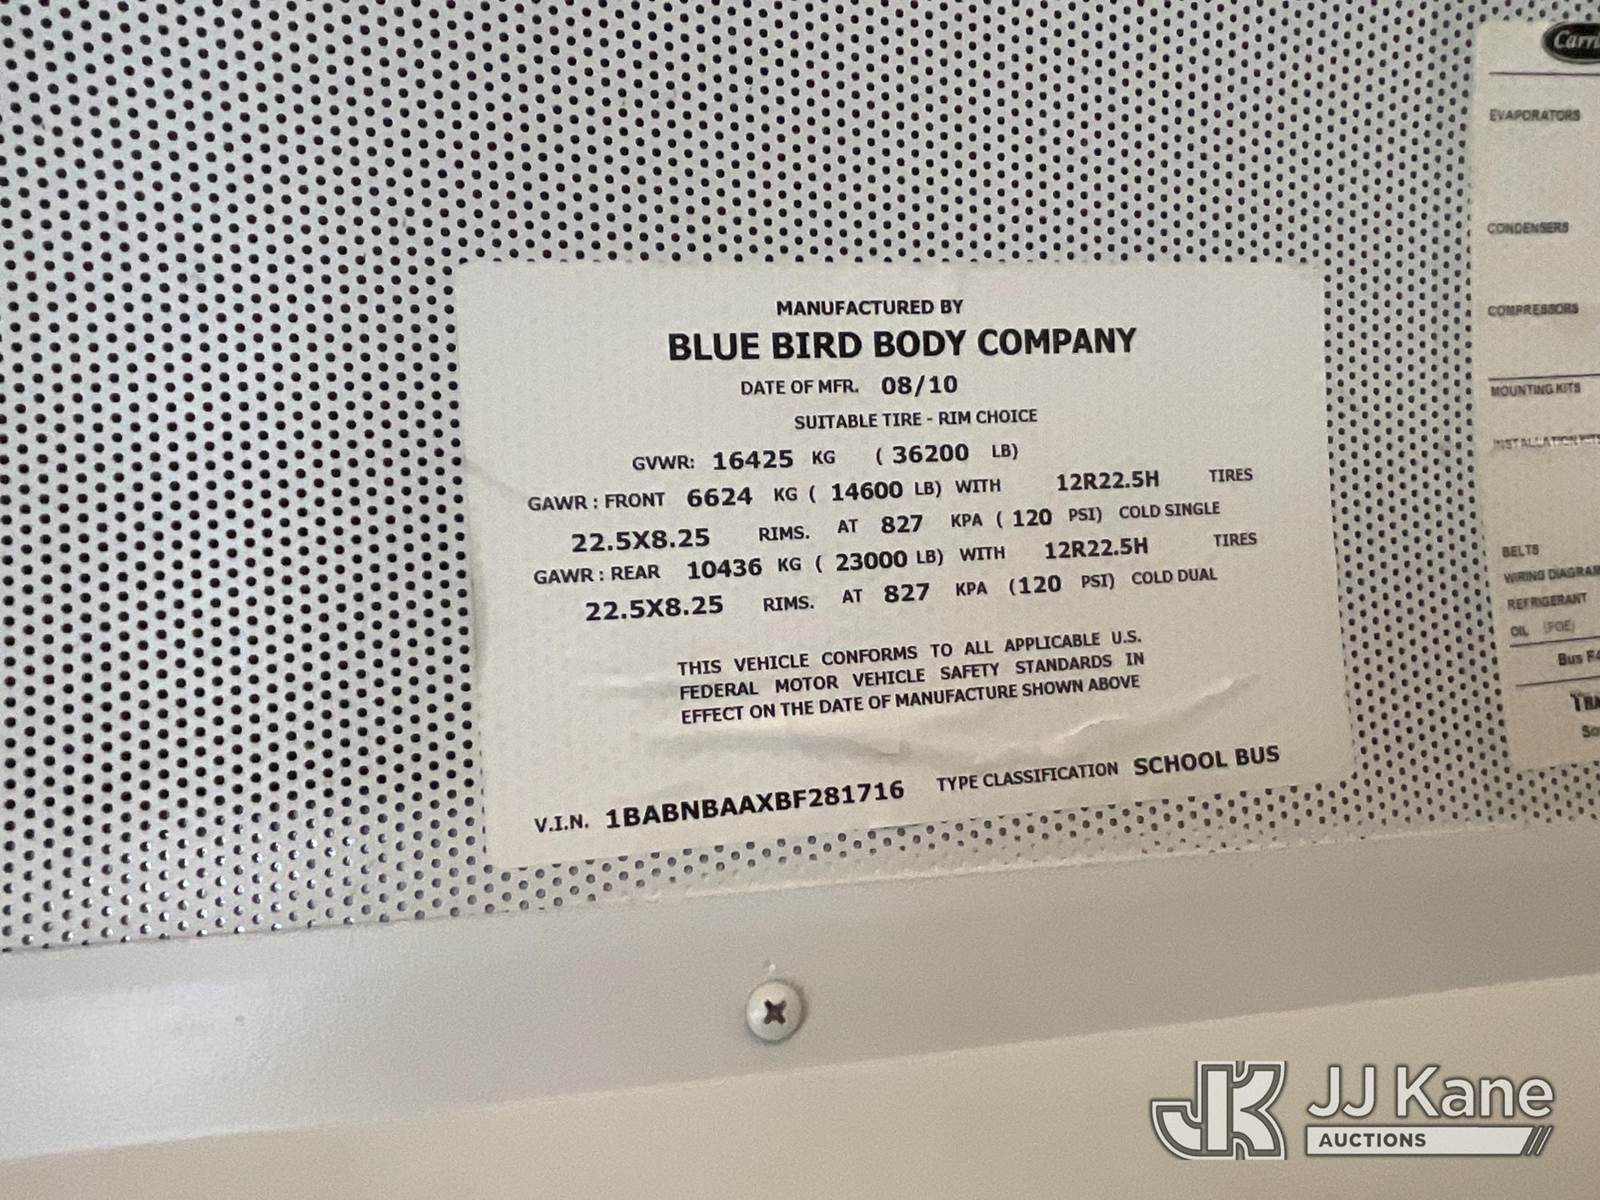 MANUFACTURED BY
BLUE BIRD BODY COMPANY
DATE OF MFR. 08/10
SUITABLE TIRE - RIM CHOICE
GVWR: 16425 KG ( 36200 LB)
GAWR : FRONT 6624 KG ( 14600 LB) WITH 12R22.5H TIRES
22.5X8.25 RIMS. AT 827 KPA ( 120 PSI) COLD SINGLE
GAWR : REAR 10436 KG ( 23000 LB) WITH 12R22.5H TIRES
22.5X8.25 RIMS. AT 827 KPA (120 PSI) COLD DUAL
THIS VEHICLE CONFORMS TO ALL APPLICABLE U.S.
FEDERAL MOTOR VEHICLE SAFETY STANDARDS IN
EFFECT ON THE DATE OF MANUFACTURE SHOWN ABOVE
V.I.N. 1BABNBAAXBF281716 TYPE CLASSIFICATION SCHOOL BUS
EVAPORATORS
CONDENSERS
COMPRESSORS
MOUNTING KITS
BELTS
WIRING
REFRIGERANT
OIL (POE)
Bus
JK JJ Kane
AUCTIONS